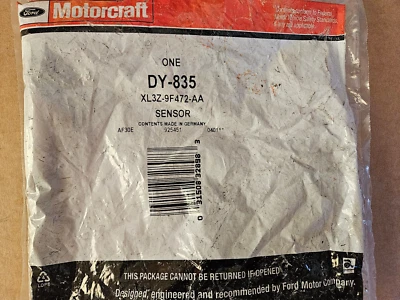 Ford
Motorcraft
ONE
DY-835
XL3Z-9F472-AA
SENSOR
CONTENTS MADE IN GERMANY
AF30E 925451
0 31508 32898 3
THIS PACKAGE CANNOT BE RETURNED IF OPENED
Designed, engineered and recommended by Ford Motor Company.